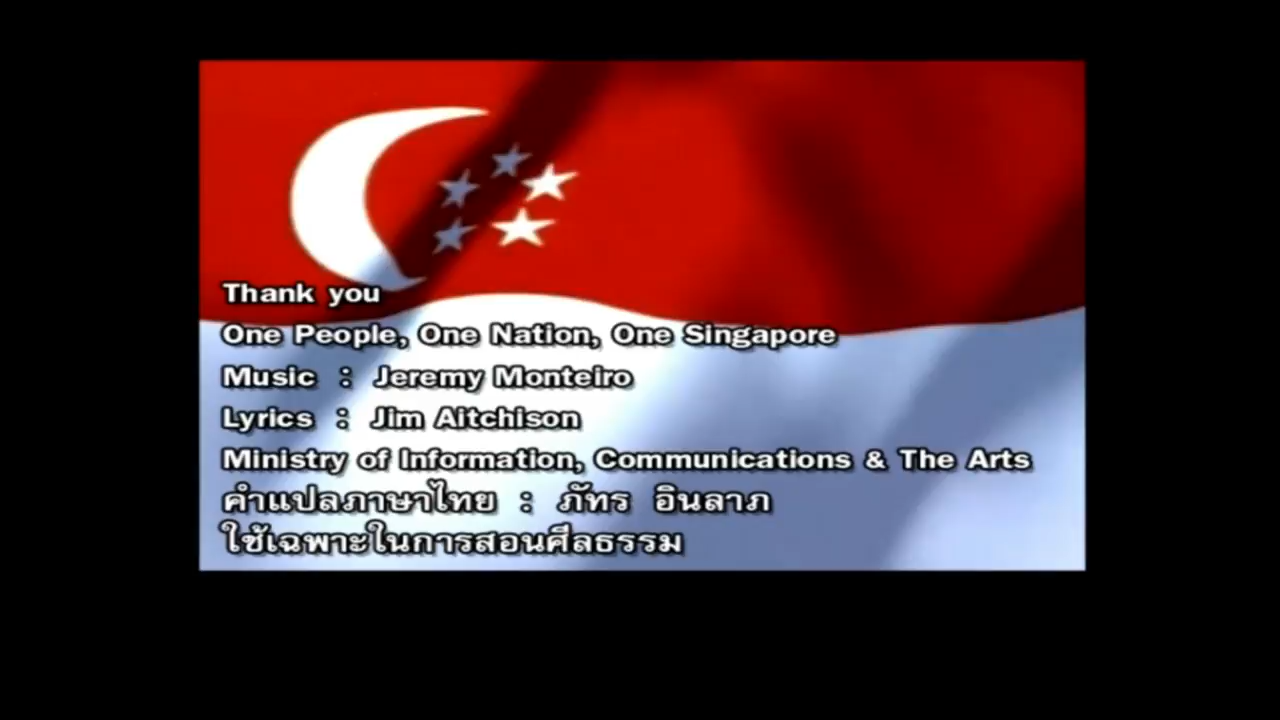 Thank you
One People, One Nation, One Singapore
Music : Jeremy Monteiro
Lyrics : Jim Aitchison
Ministry of Information, Communications & The Arts
คำแปลภาษาไทย : ภัทร อินลาภ
ใช้เฉพาะในการสอนศีลธรรม